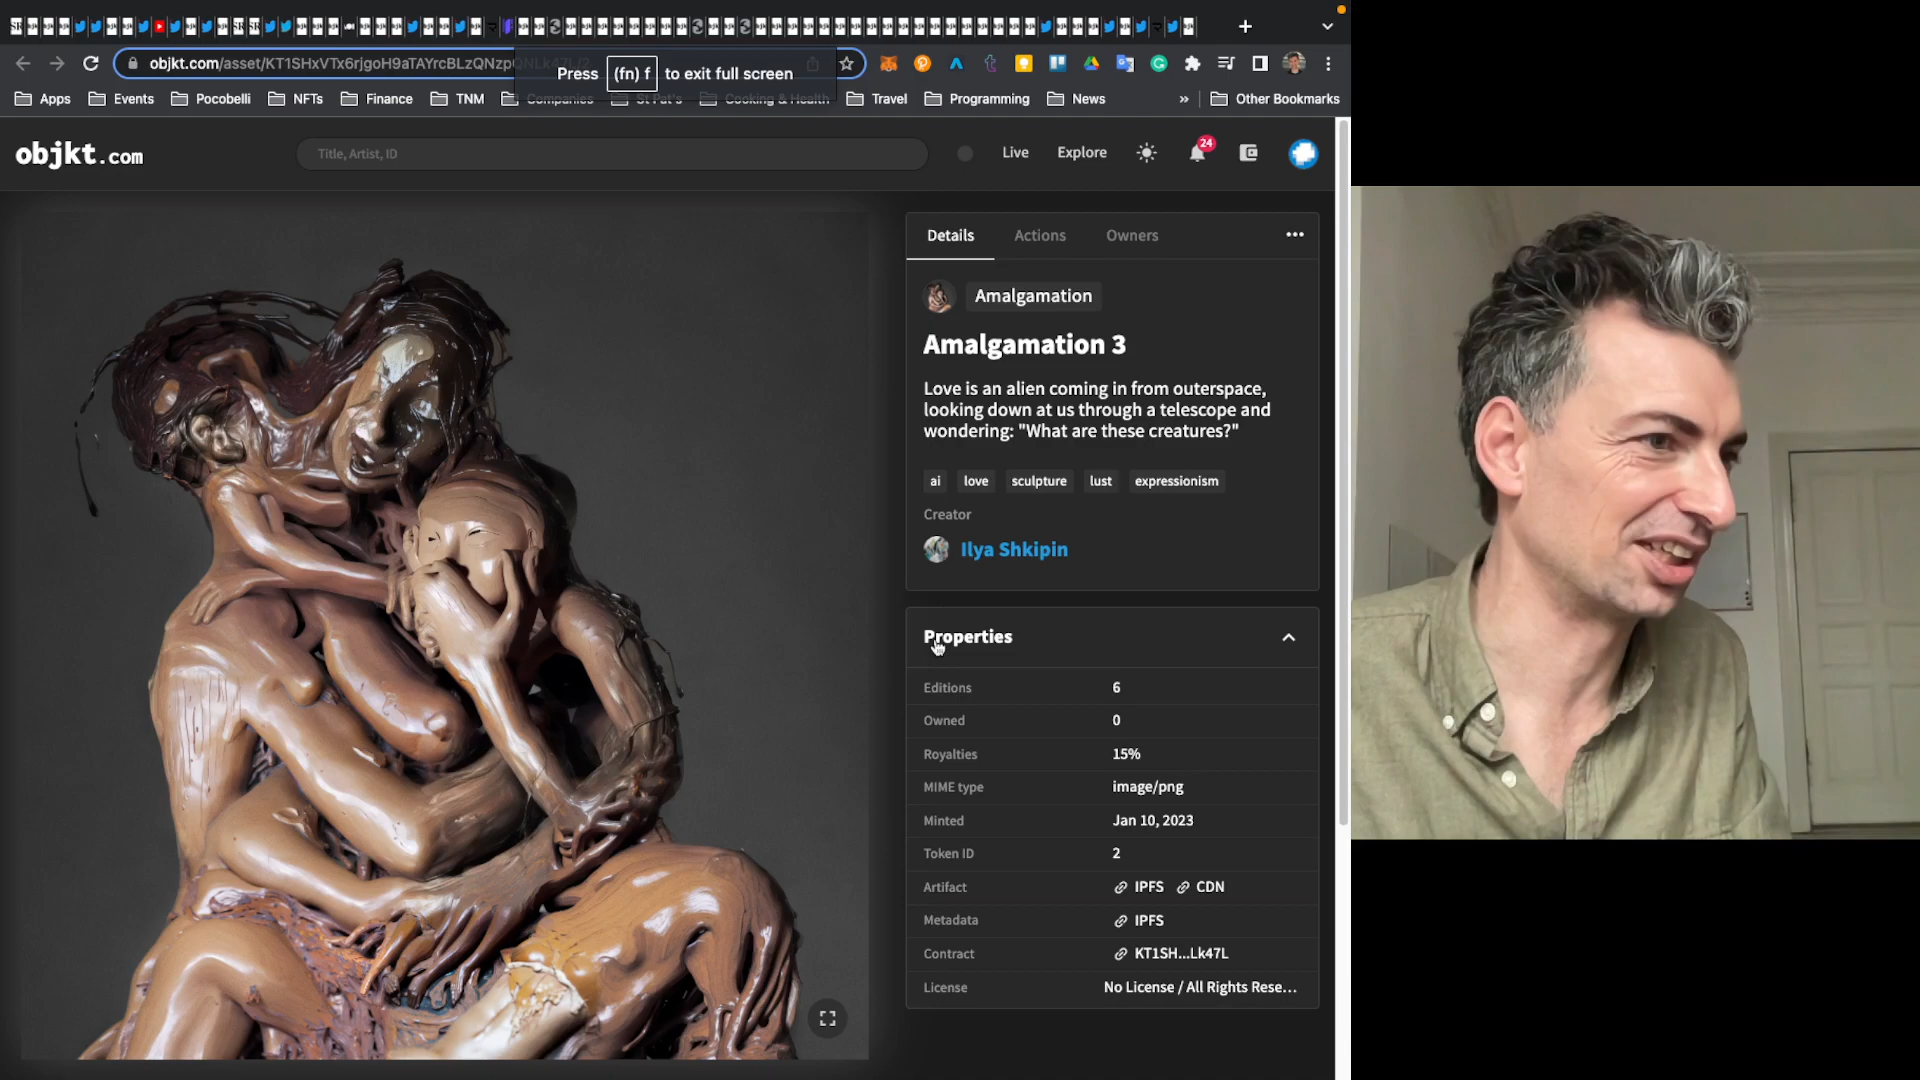 objkt.com/asset/KT1SHxVTx6rjgoH9aTAYrcBLzQNzp
Press (fn) f to exit full screen
Apps Events Pocobelli NFTs Finance TNM Companies St Pat's Cooking & Health Travel Programming News » Other Bookmarks
objkt.com
Title, Artist, ID
Live Explore 24
Details Actions Owners
Amalgamation
Amalgamation 3
Love is an alien coming in from outerspace,
looking down at us through a telescope and
wondering: "What are these creatures?"
ai love sculpture lust expressionism
Creator
Ilya Shkipin
Properties
Editions 6
Owned 0
Royalties 15%
MIME type image/png
Minted Jan 10, 2023
Token ID 2
Artifact IPFS CDN
Metadata IPFS
Contract KT1SH...Lk47L
License No License / All Rights Rese...